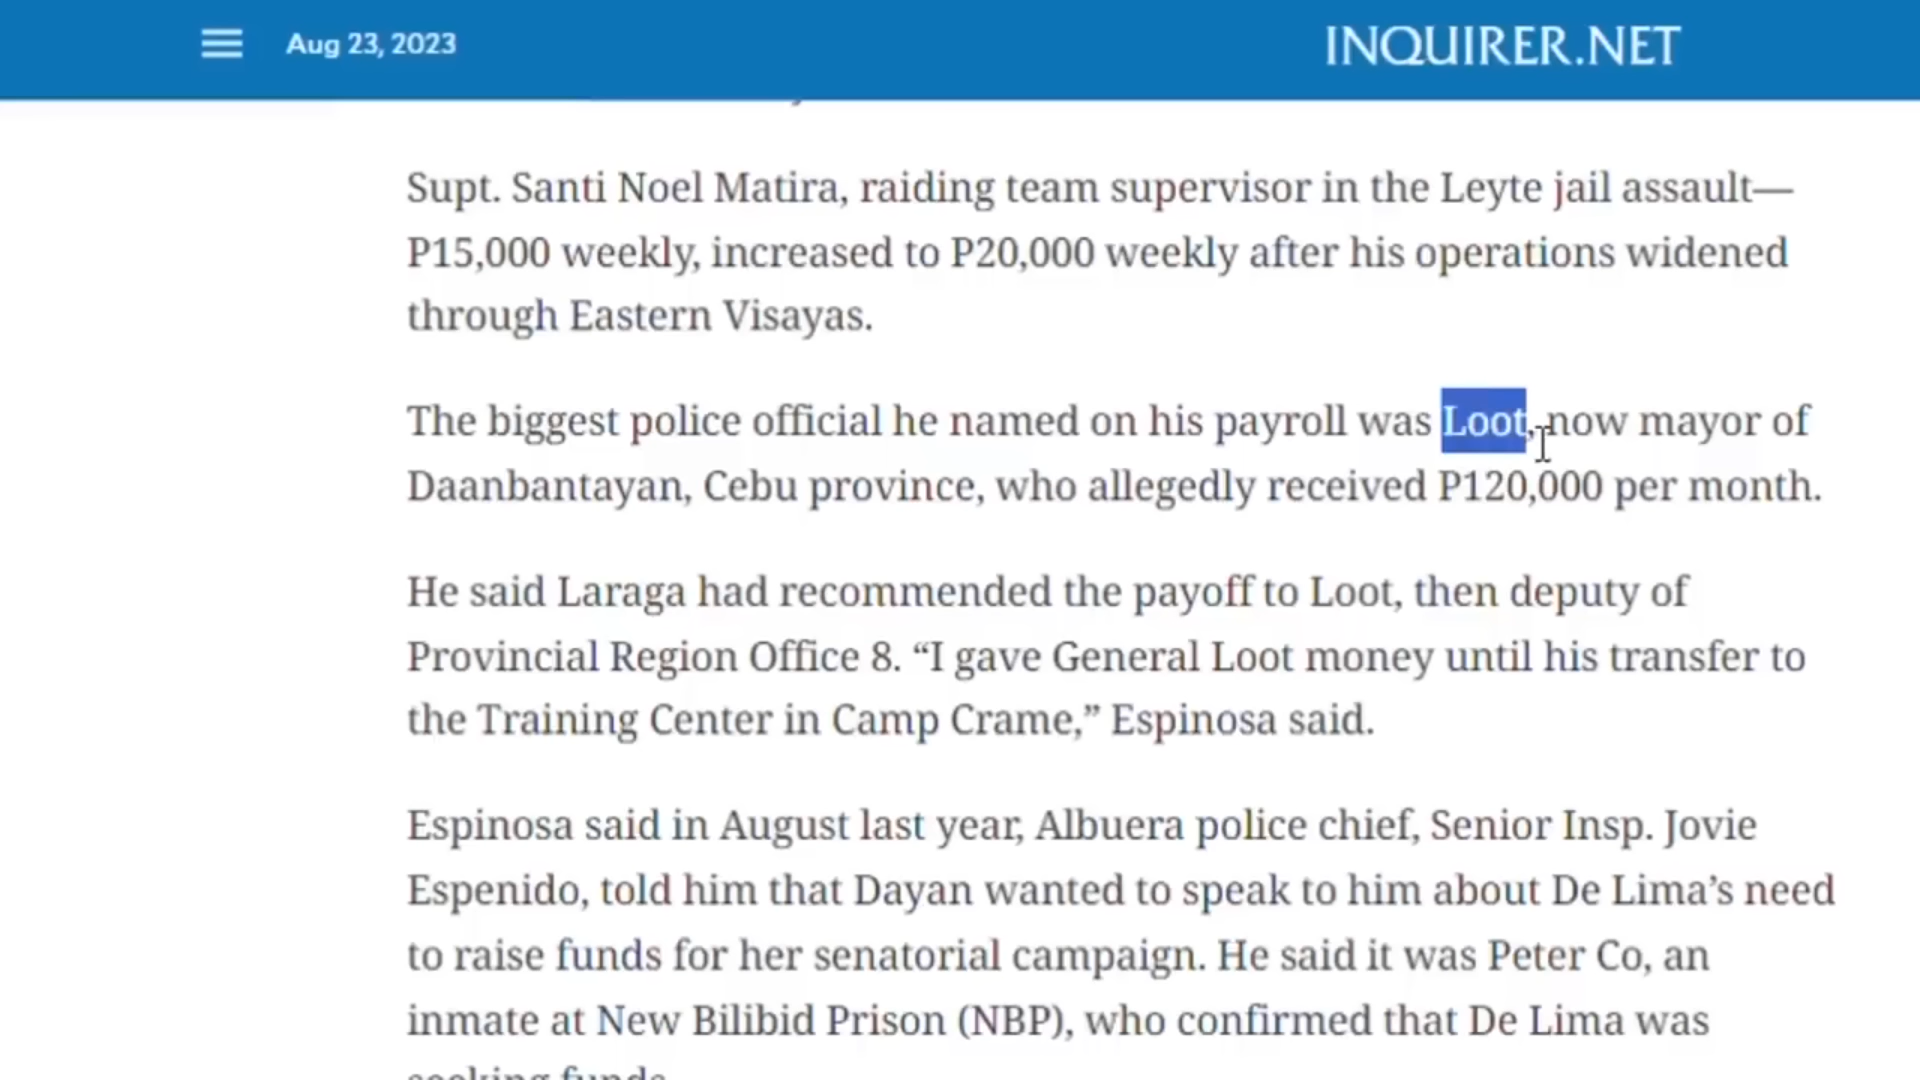 Aug 23, 2023
INQUIRER.NET
Supt. Santi Noel Matira, raiding team supervisor in the Leyte jail assault—
P15,000 weekly, increased to P20,000 weekly after his operations widened
through Eastern Visayas.
The biggest police official he named on his payroll was Loot, now mayor of
Daanbantayan, Cebu province, who allegedly received P120,000 per month.
He said Laraga had recommended the payoff to Loot, then deputy of
Provincial Region Office 8. “I gave General Loot money until his transfer to
the Training Center in Camp Crame,” Espinosa said.
Espinosa said in August last year, Albuera police chief, Senior Insp. Jovie
Espenido, told him that Dayan wanted to speak to him about De Lima’s need
to raise funds for her senatorial campaign. He said it was Peter Co, an
inmate at New Bilibid Prison (NBP), who confirmed that De Lima was
seeking funds.